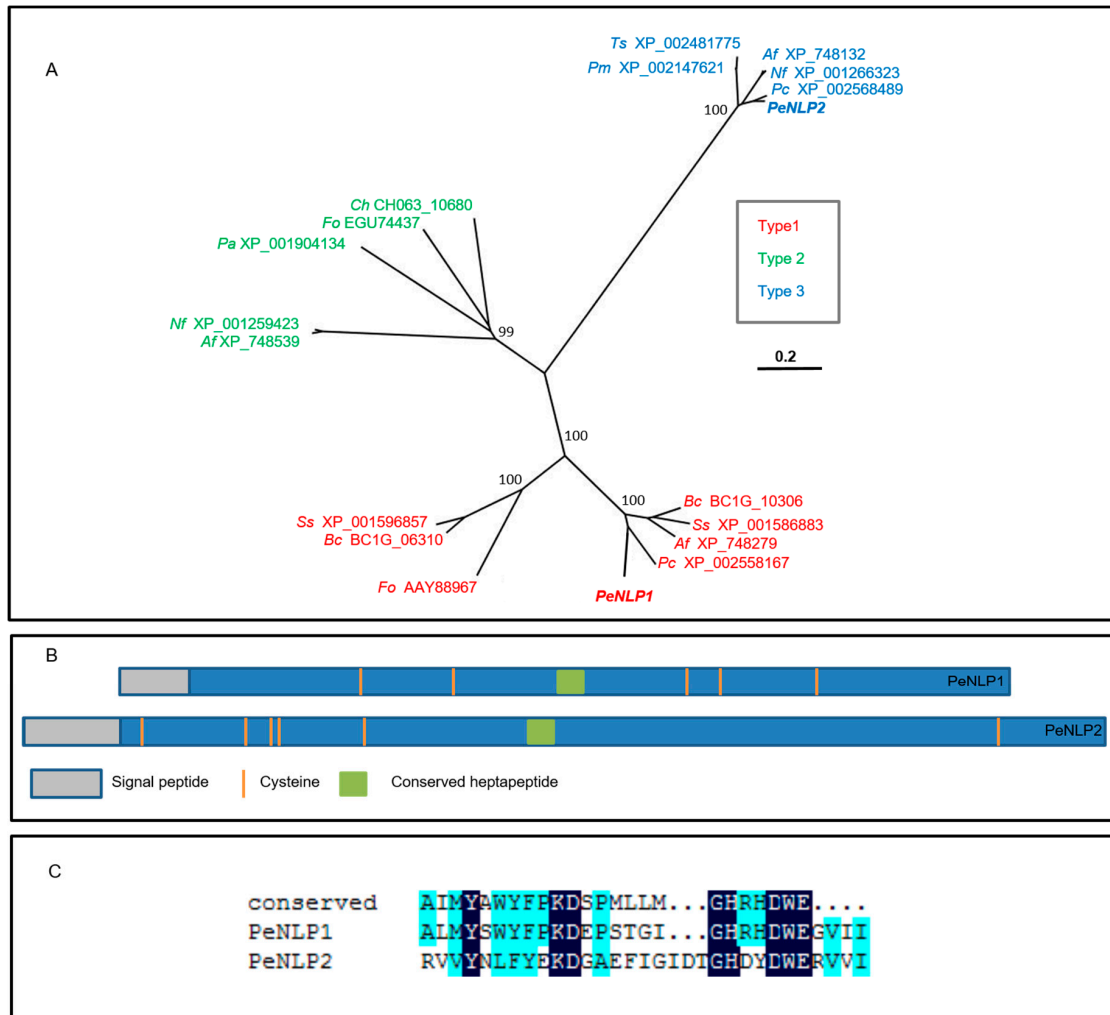 A
Ts XP_002481775
Af XP_748132
Pm XP_002147621
Nf XP_001266323
Pc XP_002568489
100
PeNLP2
Ch CH063_10680
Fo EGU74437
Pa XP_001904134
Type1
Type 2
Type 3
Nf XP_001259423
99
Af XP_748539
0.2
100
100
100
Bc BC1G_10306
Ss XP_001596857
Ss XP_001586883
Bc BC1G_06310
Af XP_748279
Pc XP_002558167
Fo AAY88967
PeNLP1
B
PeNLP1
PeNLP2
Signal peptide
Cysteine
Conserved heptapeptide
C
conserved AIMYAWYFPKDSPMLLM...GHRHDWE....
PeNLP1 ALMYSWYFPKDEPSTGI...GHRHDWEGVII
PeNLP2 RVVYNLFYEKDGAEFIGIDTGHDYDWERVVI